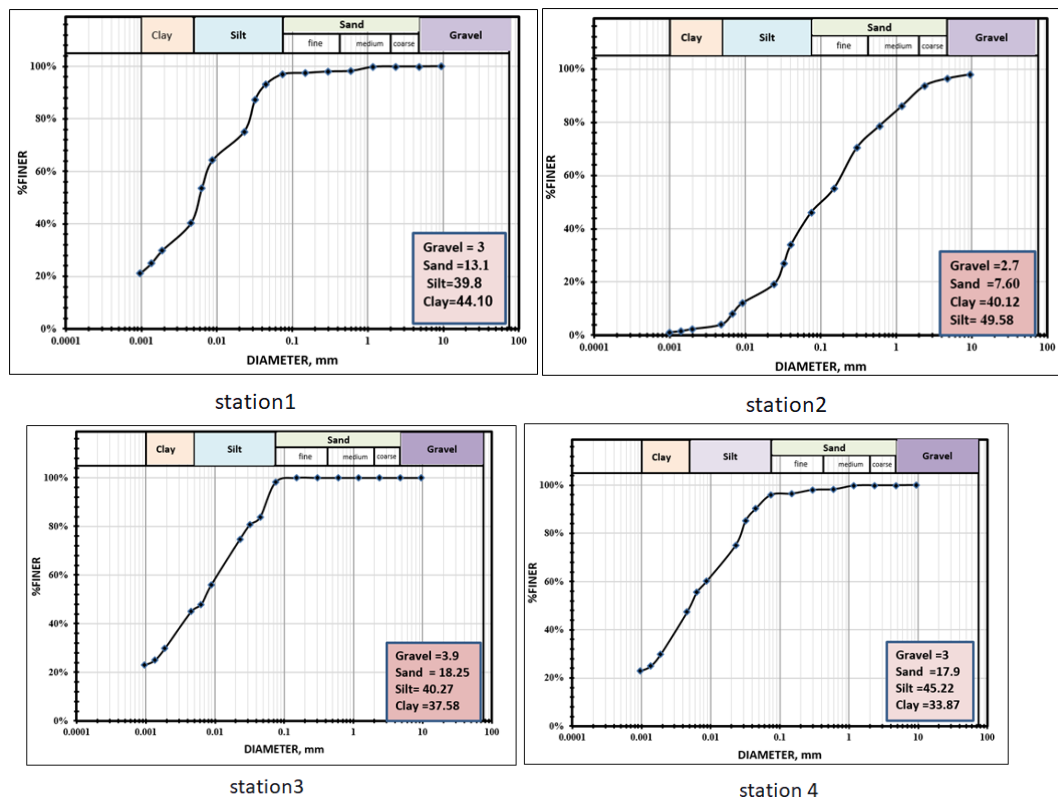 Clay
Silt
Sand
fine
medium
coarse
Gravel
100%
80%
60%
40%
20%
0%
%FINER
0.0001
0.001
0.01
0.1
1
10
100
DIAMETER, mm
Gravel = 3
Sand =13.1
Silt=39.8
Clay=44.10
station1
Clay
Silt
Sand
fine
medium
coarse
Gravel
100%
80%
60%
40%
20%
0%
%FINER
0.0001
0.001
0.01
0.1
1
10
100
DIAMETER, mm
Gravel =2.7
Sand =7.60
Clay =40.12
Silt= 49.58
station2
Clay
Silt
Sand
fine
medium
coarse
Gravel
100%
80%
60%
40%
20%
0%
%FINER
0.0001
0.001
0.01
0.1
1
10
100
DIAMETER, mm
Gravel =3.9
Sand = 18.25
Silt= 40.27
Clay =37.58
station3
Clay
Silt
Sand
fine
medium
coarse
Gravel
100%
80%
60%
40%
20%
0%
%FINER
0.0001
0.001
0.01
0.1
1
10
100
DIAMETER, mm
Gravel =3
Sand =17.9
Silt =45.22
Clay =33.87
station 4